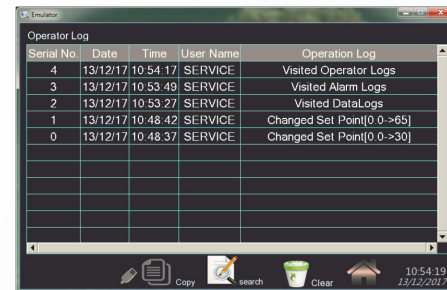 Emulator
Operator Log
Serial No. Date Time User Name Operation Log
4 13/12/17 10:54:17 SERVICE Visited Operator Logs
3 13/12/17 10:53:49 SERVICE Visited Alarm Logs
2 13/12/17 10:53:27 SERVICE Visited DataLogs
1 13/12/17 10:48:42 SERVICE Changed Set Point[0.0->65]
0 13/12/17 10:48:37 SERVICE Changed Set Point[0.0->30]
Copy search Clear 10:54:19
13/12/2017